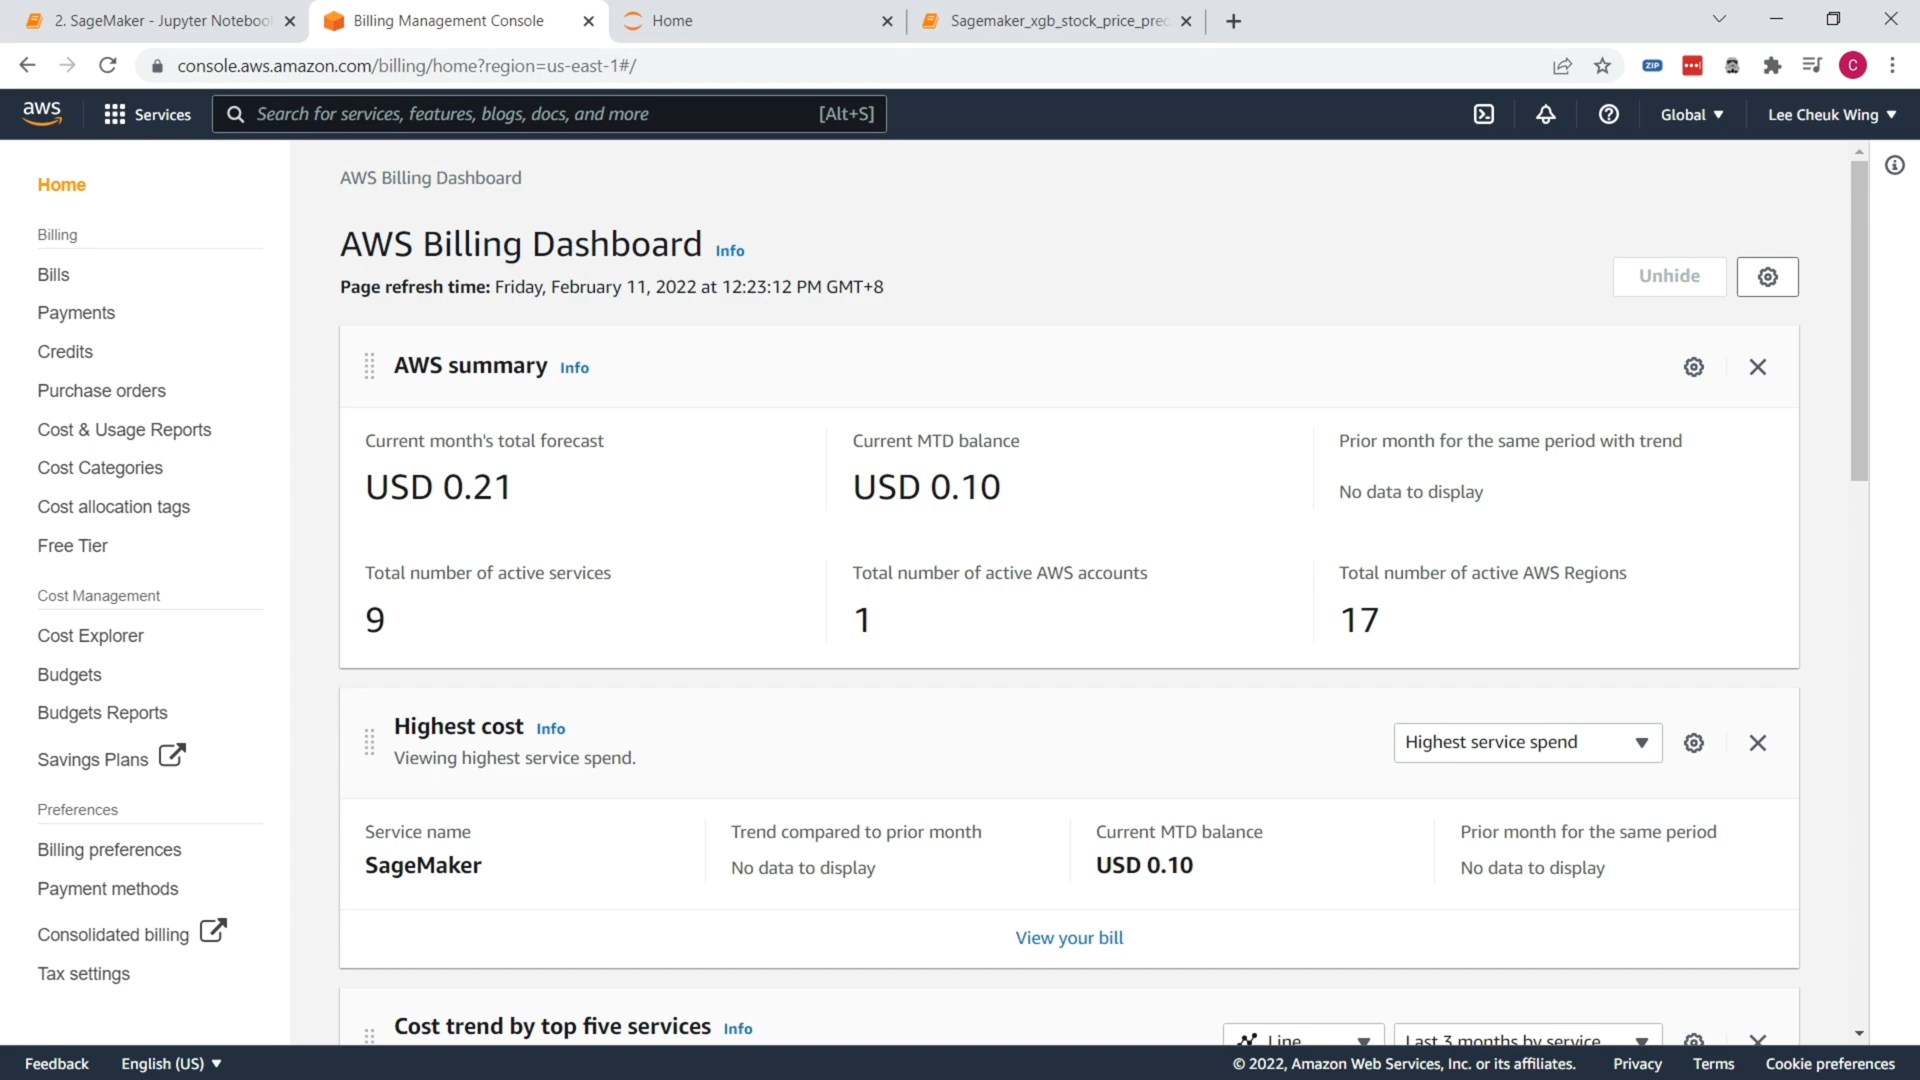 2. SageMaker - Jupyter Noteboo
Billing Management Console
Home
Sagemaker_xgb_stock_price_prec
console.aws.amazon.com/billing/home?region=us-east-1#/
ZIP
C
aws
Services
Search for services, features, blogs, docs, and more
[Alt+S]
Global
Lee Cheuk Wing
Home
Billing
Bills
Payments
Credits
Purchase orders
Cost & Usage Reports
Cost Categories
Cost allocation tags
Free Tier
Cost Management
Cost Explorer
Budgets
Budgets Reports
Savings Plans
Preferences
Billing preferences
Payment methods
Consolidated billing
Tax settings
AWS Billing Dashboard
AWS Billing Dashboard Info
Page refresh time: Friday, February 11, 2022 at 12:23:12 PM GMT+8
Unhide
AWS summary Info
Current month's total forecast
USD 0.21
Current MTD balance
USD 0.10
Prior month for the same period with trend
No data to display
Total number of active services
9
Total number of active AWS accounts
1
Total number of active AWS Regions
17
Highest cost Info
Viewing highest service spend.
Highest service spend
Service name
SageMaker
Trend compared to prior month
No data to display
Current MTD balance
USD 0.10
Prior month for the same period
No data to display
View your bill
Cost trend by top five services Info
Line
Last 3 months by service
Feedback
English (US)
© 2022, Amazon Web Services, Inc. or its affiliates.
Privacy
Terms
Cookie preferences